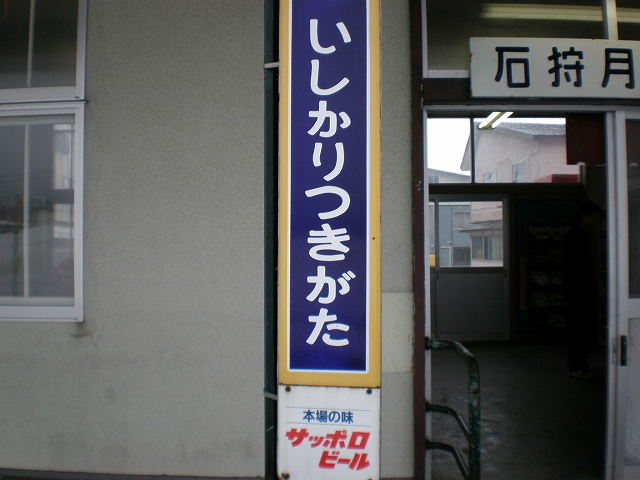 いしかりつきがた
本場の味
サッポロ
ビール
石狩月